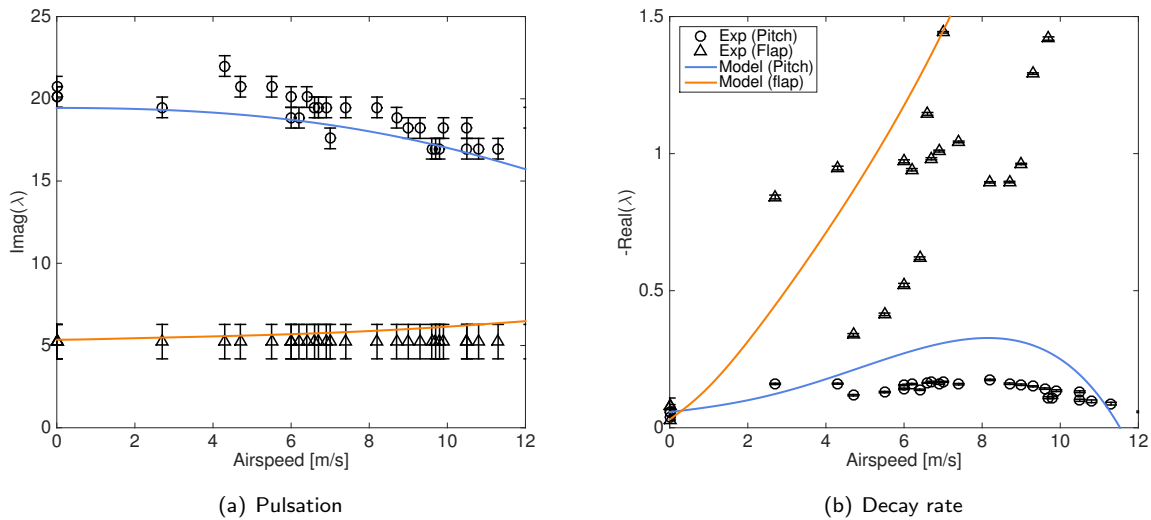 25
20
15
10
5
0
Imag(λ)
0 2 4 6 8 10 12
Airspeed [m/s]
(a) Pulsation
1.5
1
0.5
0
-Real(λ)
Exp (Pitch)
Exp (Flap)
Model (Pitch)
Model (flap)
0 2 4 6 8 10 12
Airspeed [m/s]
(b) Decay rate